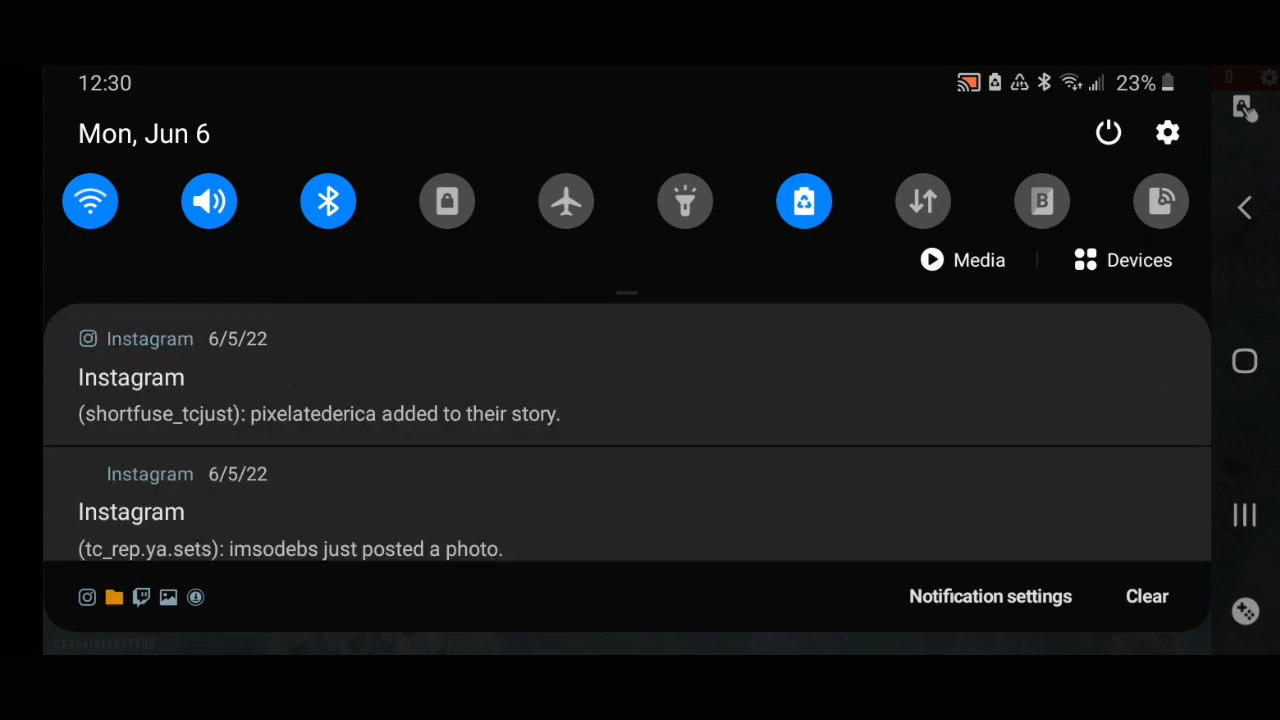 12:30
23%
Mon, Jun 6
B
Media
Devices
Instagram 6/5/22
Instagram
(shortfuse_tcjust): pixelatederica added to their story.
Instagram 6/5/22
Instagram
(tc_rep.ya.sets): imsodebs just posted a photo.
Notification settings
Clear